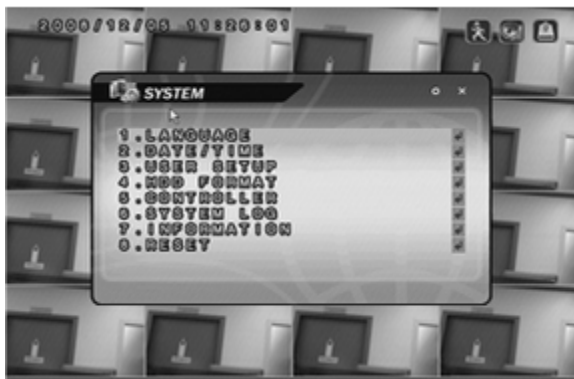 2008/12/05 11:28:01
SYSTEM
1.LANGUAGE
2.DATE/TIME
3.USER SETUP
4.HDD FORMAT
5.CONTROLLER
6.SYSTEM LOG
7.INFORMATION
8.RESET